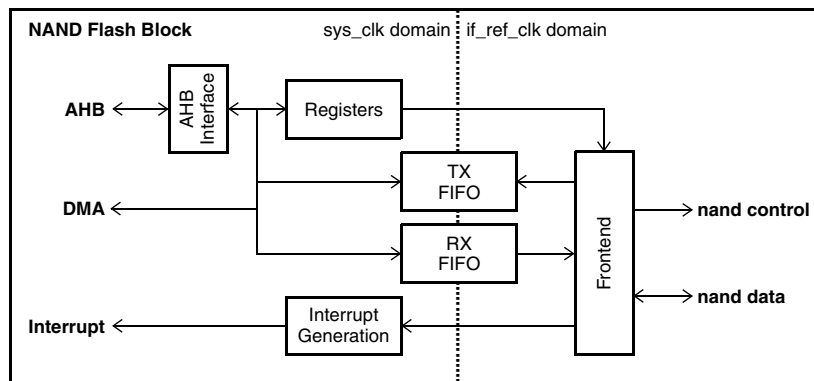 NAND Flash Block
sys_clk domain
if_ref_clk domain
AHB
AHB
Interface
Registers
TX
FIFO
DMA
RX
FIFO
Frontend
nand control
nand data
Interrupt
Interrupt
Generation